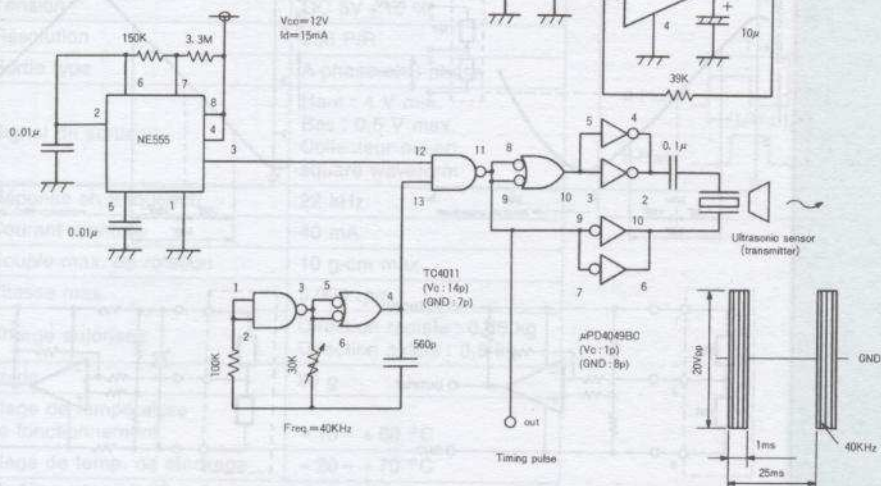 Vcc=12V
Id=15mA
150K
3.3M
6
7
8
4
2
NE555
3
0.01μ
5
1
0.01μ
4
+
10μ
39K
12
13
11
8
9
10
5
4
3
2
0.1μ
9
10
7
6
Ultrasonic sensor
(transmitter)
TC4011
(Vc : 14p)
(GND : 7p)
1
2
3
5
6
4
560p
100K
30K
Freq.=40KHz
μPD4049BC
(Vc : 1p)
(GND : 8p)
out
Timing pulse
20Vpp
GND
1ms
40KHz
25ms